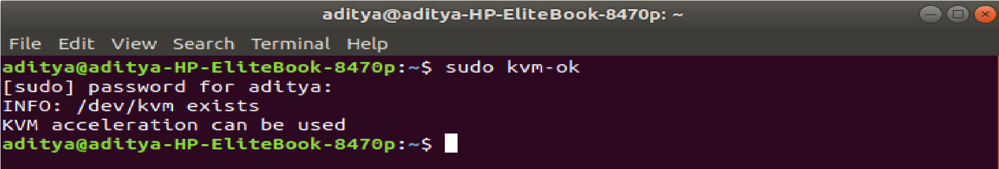 aditya@aditya-HP-EliteBook-8470p: ~
File Edit View Search Terminal Help
aditya@aditya-HP-EliteBook-8470p:~$ sudo kvm-ok
[sudo] password for aditya:
INFO: /dev/kvm exists
KVM acceleration can be used
aditya@aditya-HP-EliteBook-8470p:~$